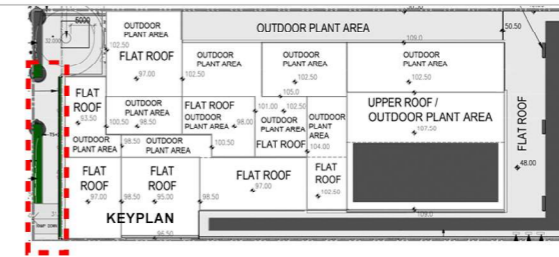 5000
OUTDOOR
PLANT AREA
102.50
FLAT ROOF
97.00
OUTDOOR PLANT AREA
109.0
50.50
OUTDOOR
PLANT AREA
102.50
OUTDOOR
PLANT AREA
102.50
105.0
OUTDOOR
PLANT AREA
102.50
FLAT
ROOF
93.50
OUTDOOR
PLANT AREA
100.50
98.50
FLAT ROOF
OUTDOOR
PLANT AREA
98.00
101.00
102.50
OUTDOOR
PLANT AREA
FLAT ROOF
OUTDOOR
PLANT
AREA
104.00
UPPER ROOF /
OUTDOOR PLANT AREA
107.50
FLAT ROOF
48.00
OUTDOOR
PLANT AREA
98.50
OUTDOOR
PLANT AREA
100.50
FLAT
ROOF
97.00
98.50
FLAT
ROOF
95.00
98.50
FLAT ROOF
97.00
FLAT
ROOF
102.50
109.0
KEYPLAN
96.50